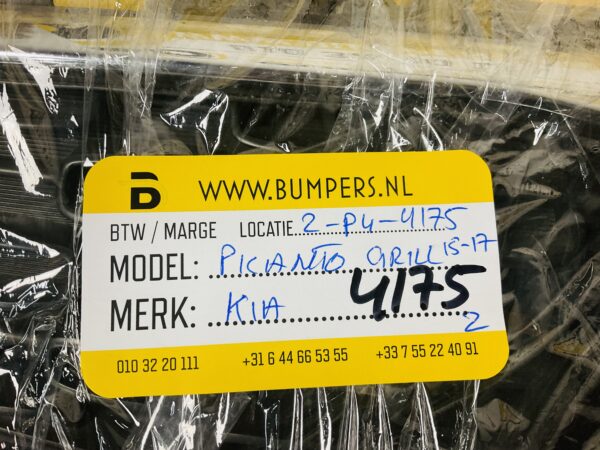 B WWW.BUMPERS.NL
BTW / MARGE LOCATIE 2-P4-4175
MODEL: PICANTO GRILL 15-17
MERK: KIA 4175
2
010 32 20 111 +31 6 44 66 53 55 +33 7 55 22 40 91